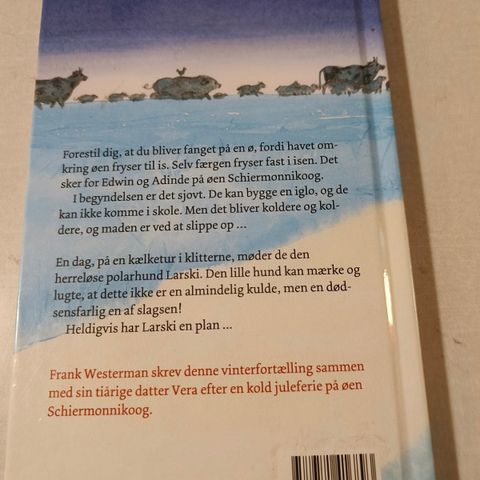 Forestil dig, at du bliver fanget på en ø, fordi havet om-
kring øen fryser til is. Selv færgen fryser fast i isen. Det
sker for Edwin og Adinde på øen Schiermonnikoog.
I begyndelsen er det sjovt. De kan bygge en iglo, og de
kan ikke komme i skole. Men det bliver koldere og kol-
dere, og maden er ved at slippe op ...
En dag, på en kælketur i klitterne, møder de den
herreløse polarhund Larski. Den lille hund kan mærke og
lugte, at dette ikke er en almindelig kulde, men en død-
sensfarlig en af slagsen!
Heldigvis har Larski en plan ...
Frank Westerman skrev denne vinterfortælling sammen
med sin tiårige datter Vera efter en kold juleferie på øen
Schiermonnikoog.